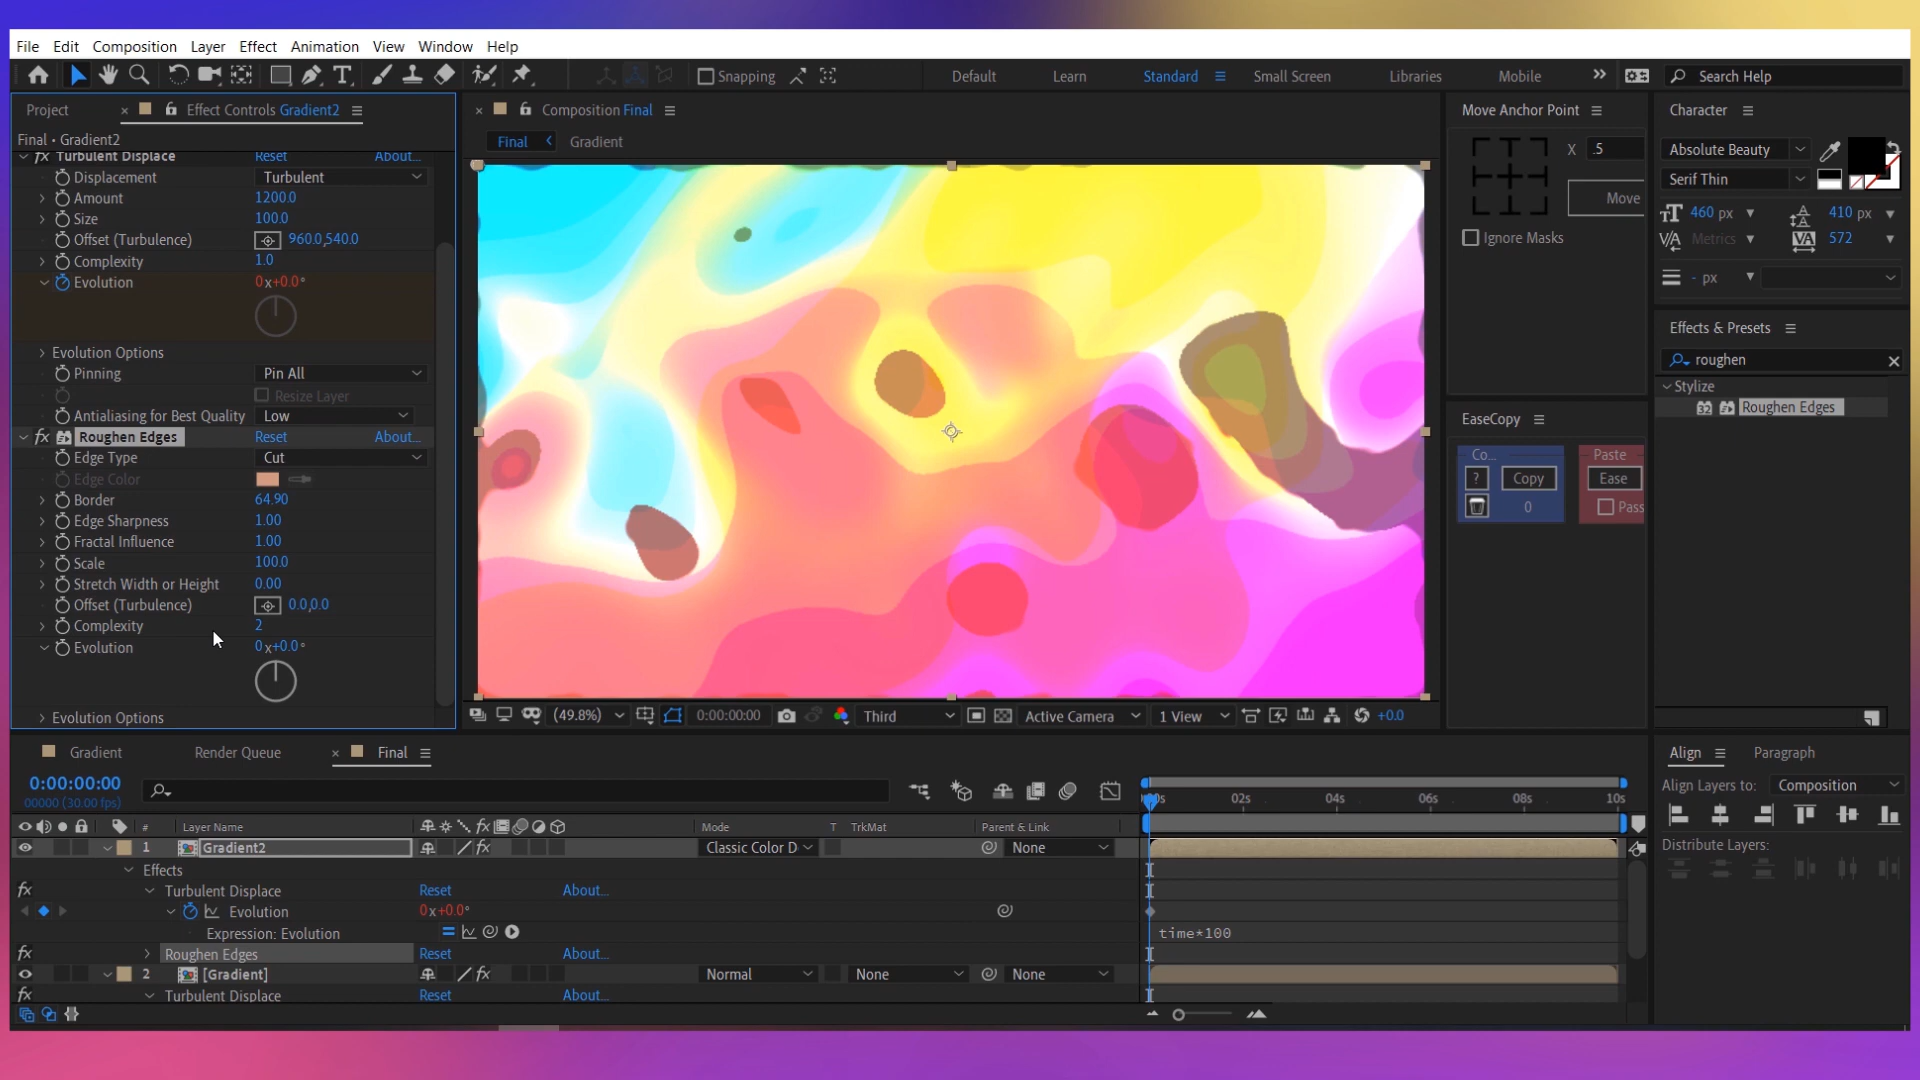 File Edit Composition Layer Effect Animation View Window Help
Snapping Default Learn Standard Small Screen Libraries Mobile Search Help
Project Effect Controls Gradient2
Final • Gradient2
Turbulent Displace Reset About...
Displacement Turbulent
Amount 1200.0
Size 100.0
Offset (Turbulence) 960.0,540.0
Complexity 1.0
Evolution 0x+0.0°
Evolution Options
Pinning Pin All
Resize Layer
Antialiasing for Best Quality Low
Roughen Edges Reset About...
Edge Type Cut
Edge Color
Border 64.90
Edge Sharpness 1.00
Fractal Influence 1.00
Scale 100.0
Stretch Width or Height 0.00
Offset (Turbulence) 0.0,0.0
Complexity 2
Evolution 0x+0.0°
Evolution Options
Composition Final
Final Gradient
(49.8%) 0:00:00:00 Third Active Camera 1 View +0.0
Move Anchor Point
X .5
Move
Ignore Masks
EaseCopy
Co... Paste
? Copy Ease
0 Pass
Character
Absolute Beauty
Serif Thin
460 px 410 px
Metrics 572
- px
Effects & Presets
roughen
Stylize
32 Roughen Edges
Gradient Render Queue Final
0:00:00:00
00000 (30.00 fps)
02s 04s 06s 08s 10s
# Layer Name Mode T TrkMat Parent & Link
1 Gradient2 Classic Color D None
Effects
Turbulent Displace Reset About...
Evolution 0x+0.0°
Expression: Evolution time*100
Roughen Edges Reset
2 [Gradient] Normal None None
Turbulent Displace Reset About...
Align Paragraph
Align Layers to: Composition
Distribute Layers: